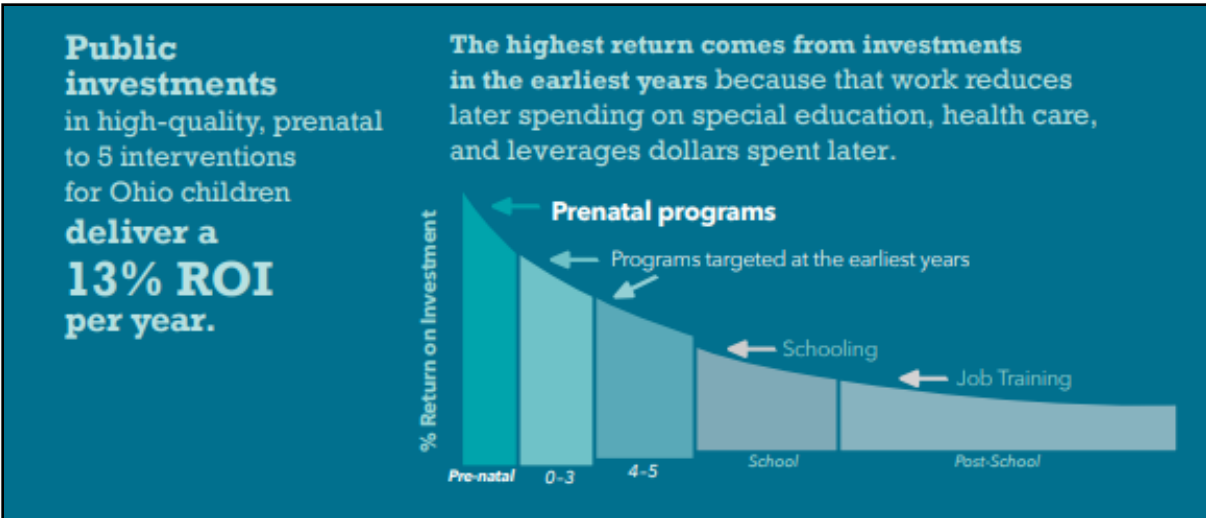 Public
investments
in high-quality, prenatal
to 5 interventions
for Ohio children
deliver a
13% ROI
per year.
The highest return comes from investments
in the earliest years because that work reduces
later spending on special education, health care,
and leverages dollars spent later.
% Return on Investment
Prenatal programs
Programs targeted at the earliest years
Schooling
Job Training
Pre-natal
0-3
4-5
School
Post-School